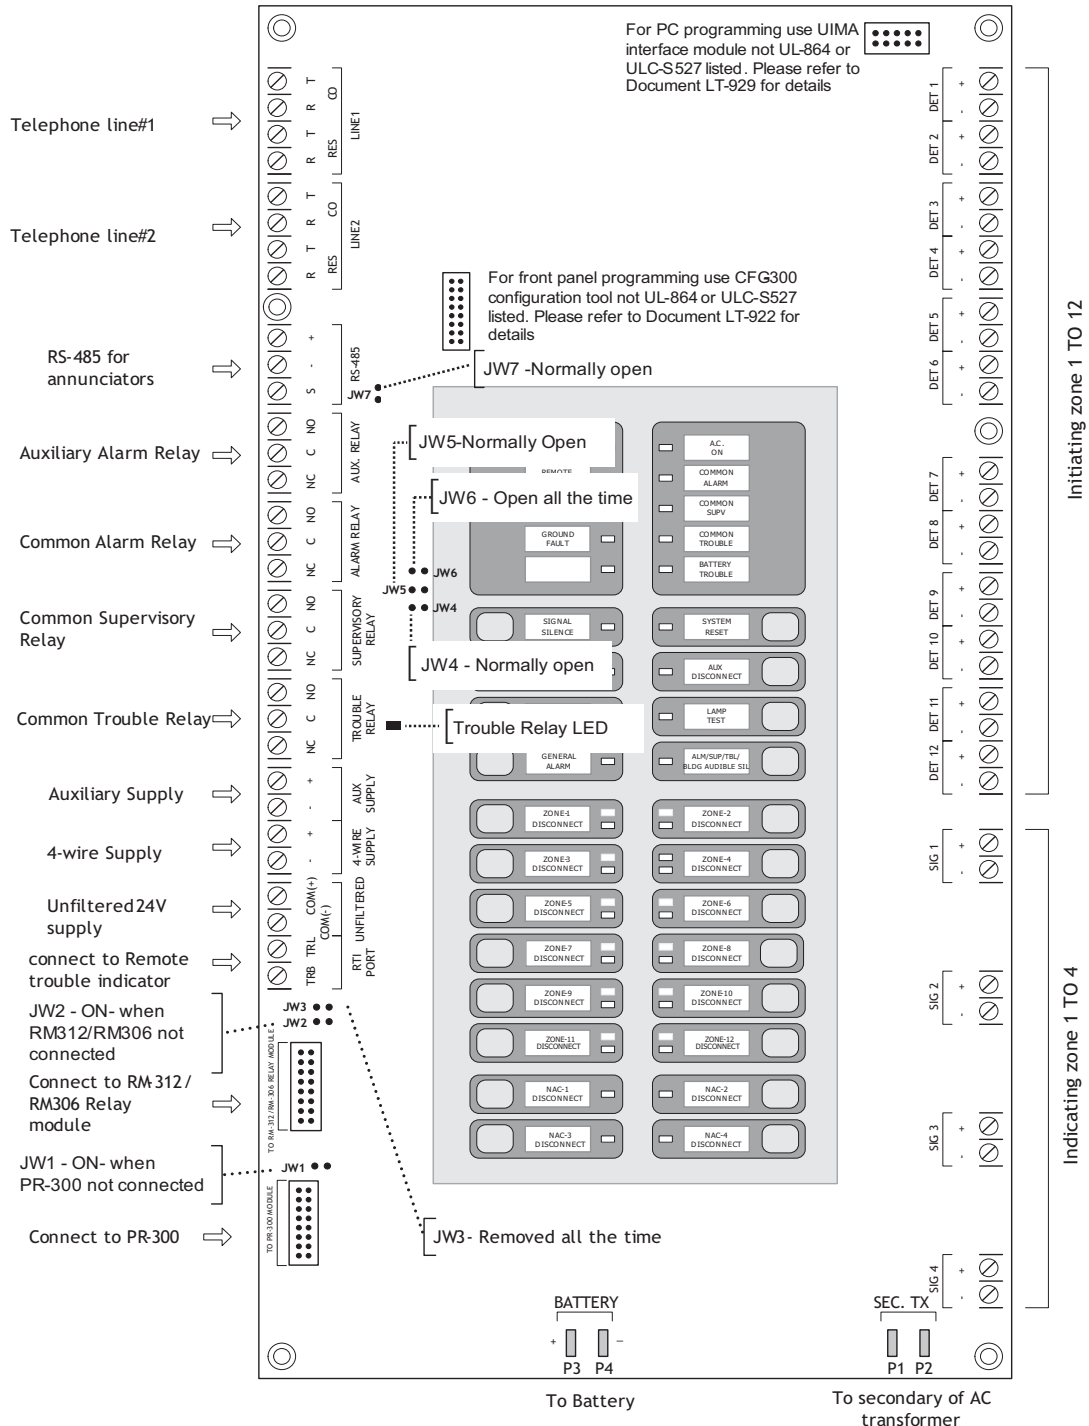 For PC programming use UIMA
interface module not UL-864 or
ULC-S527 listed. Please refer to
Document LT-929 for details
Telephone line#1
T
R
T
R
CO
RES
LINE1
Telephone line#2
T
R
T
R
CO
RES
LINE2
For front panel programming use CFG300
configuration tool not UL-864 or ULC-S527
listed. Please refer to Document LT-922 for
details
RS-485 for
annunciators
+
-
S
RS-485
JW7
JW7 -Normally open
Auxiliary Alarm Relay
NO
C
NC
AUX. RELAY
JW5-Normally Open
JW6 - Open all the time
Common Alarm Relay
NO
C
NC
ALARM RELAY
JW6
JW5
JW4
JW4 - Normally open
Common Supervisory
Relay
NO
C
NC
SUPERVISORY
RELAY
Common Trouble Relay
NO
C
NC
TROUBLE
RELAY
Trouble Relay LED
Auxiliary Supply
+
-
AUX
SUPPLY
4-wire Supply
+
-
4-WIRE
SUPPLY
Unfiltered 24V
supply
COM(+)
COM(-)
UNFILTERED
connect to Remote
trouble indicator
TRL
TRB
RTI
PORT
JW3
JW2
JW2 - ON- when
RM312/RM306 not
connected
Connect to RM-312/
RM306 Relay
module
TO RM-312/RM-306 RELAY MODULE
JW1 - ON- when
PR-300 not connected
JW1
Connect to PR-300
TO PR-300 MODULE
JW3- Removed all the time
REMOTE
GROUND
FAULT
A.C.
ON
COMMON
ALARM
COMMON
SUPV
COMMON
TROUBLE
BATTERY
TROUBLE
SIGNAL
SILENCE
SYSTEM
RESET
AUX
DISCONNECT
LAMP
TEST
GENERAL
ALARM
ALM/SUP/TBL/
BLDG AUDIBLE SIL
ZONE-1
DISCONNECT
ZONE-2
DISCONNECT
ZONE-3
DISCONNECT
ZONE-4
DISCONNECT
ZONE-5
DISCONNECT
ZONE-6
DISCONNECT
ZONE-7
DISCONNECT
ZONE-8
DISCONNECT
ZONE-9
DISCONNECT
ZONE-10
DISCONNECT
ZONE-11
DISCONNECT
ZONE-12
DISCONNECT
NAC-1
DISCONNECT
NAC-2
DISCONNECT
NAC-3
DISCONNECT
NAC-4
DISCONNECT
DET 1
+
-
DET 2
+
-
DET 3
+
-
DET 4
+
-
DET 5
+
-
DET 6
+
-
DET 7
+
-
DET 8
+
-
DET 9
+
-
DET 10
+
-
DET 11
+
-
DET 12
+
-
Initiating zone 1 TO 12
SIG 1
+
-
SIG 2
+
-
SIG 3
+
-
SIG 4
+
-
Indicating zone 1 TO 4
BATTERY
+
–
P3
P4
To Battery
SEC. TX
P1
P2
To secondary of AC
transformer